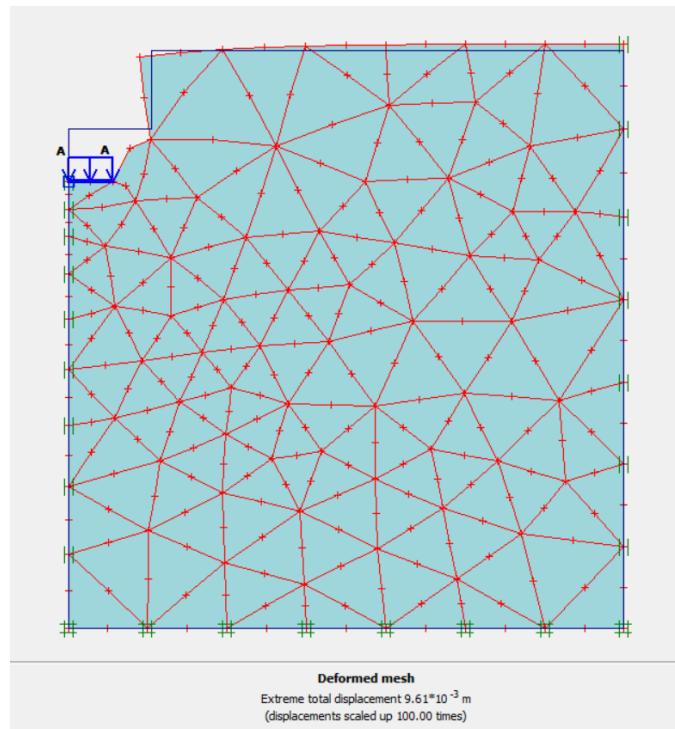 A A
Deformed mesh
Extreme total displacement 9.61*10⁻³ m
(displacements scaled up 100.00 times)